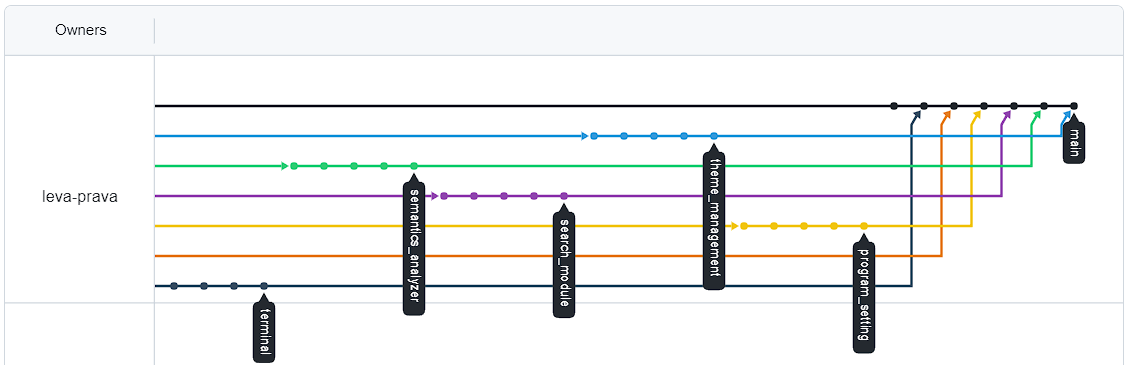 Owners
leva-prava
main
theme_management
semantics_analyzer
search_module
program_setting
terminal